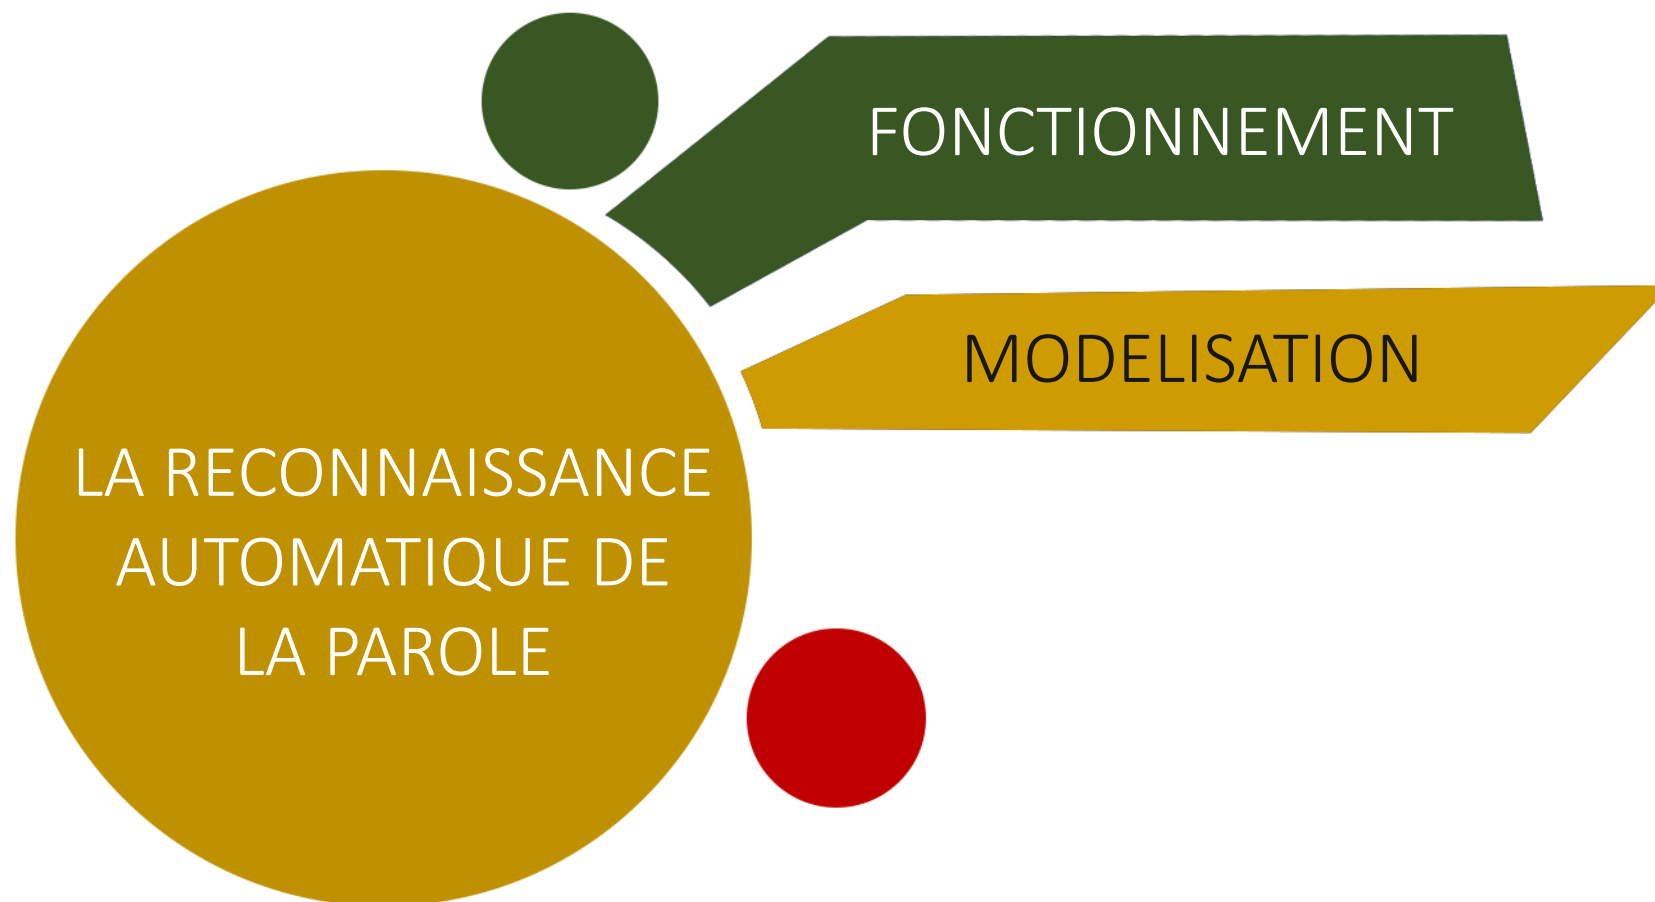 FONCTIONNEMENT
MODELISATION
LA RECONNAISSANCE
AUTOMATIQUE DE
LA PAROLE